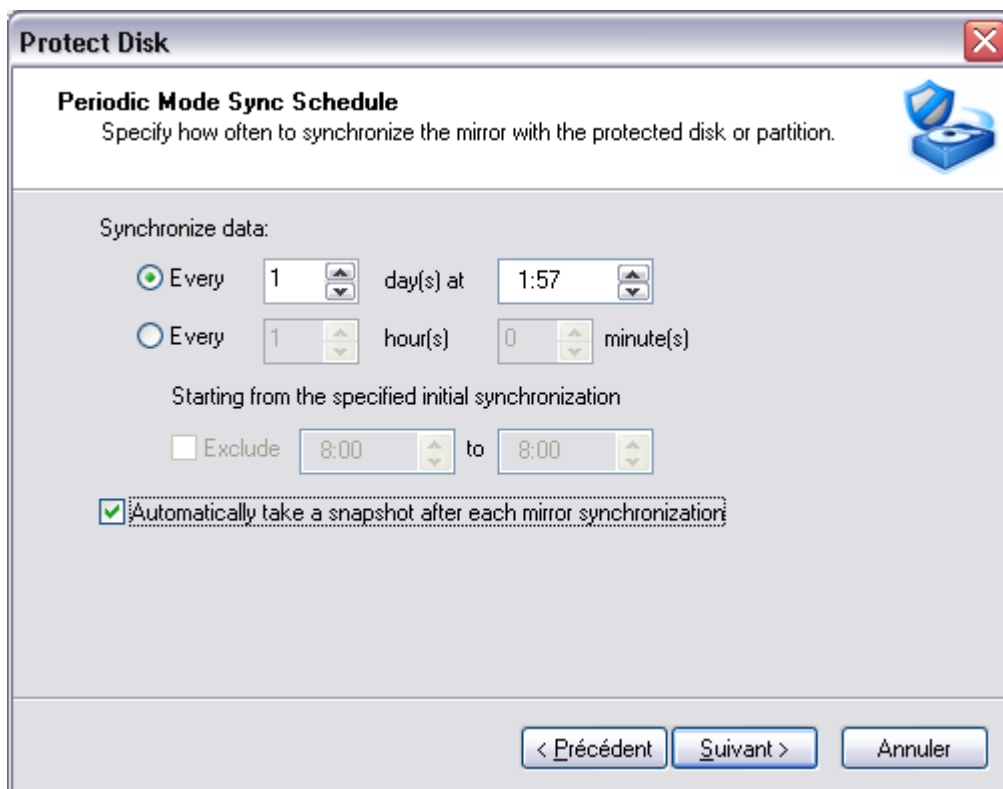 Protect Disk
Periodic Mode Sync Schedule
Specify how often to synchronize the mirror with the protected disk or partition.
Synchronize data:
Every 1 day(s) at 1:57
Every 1 hour(s) 0 minute(s)
Starting from the specified initial synchronization
Exclude 8:00 to 8:00
Automatically take a snapshot after each mirror synchronization
< Précédent Suivant > Annuler